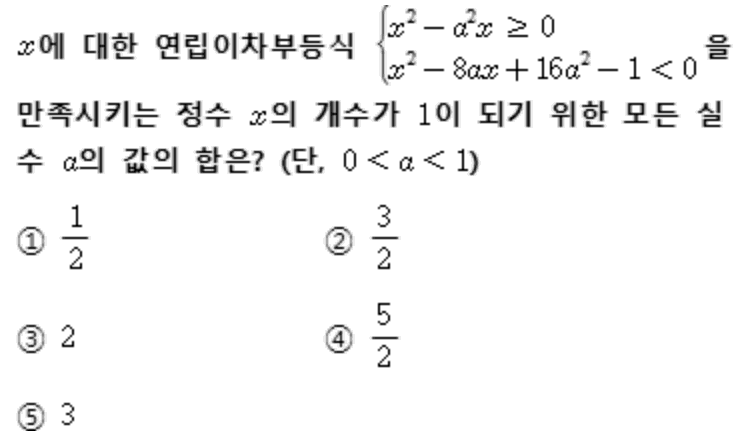 x에 대한 연립이차부등식 { x² − a²x ≥ 0
x² − 8ax + 16a² − 1 < 0 을
만족시키는 정수 x의 개수가 1이 되기 위한 모든 실
수 a의 값의 합은? (단, 0 < a < 1)
① 1/2 ② 3/2
③ 2 ④ 5/2
⑤ 3